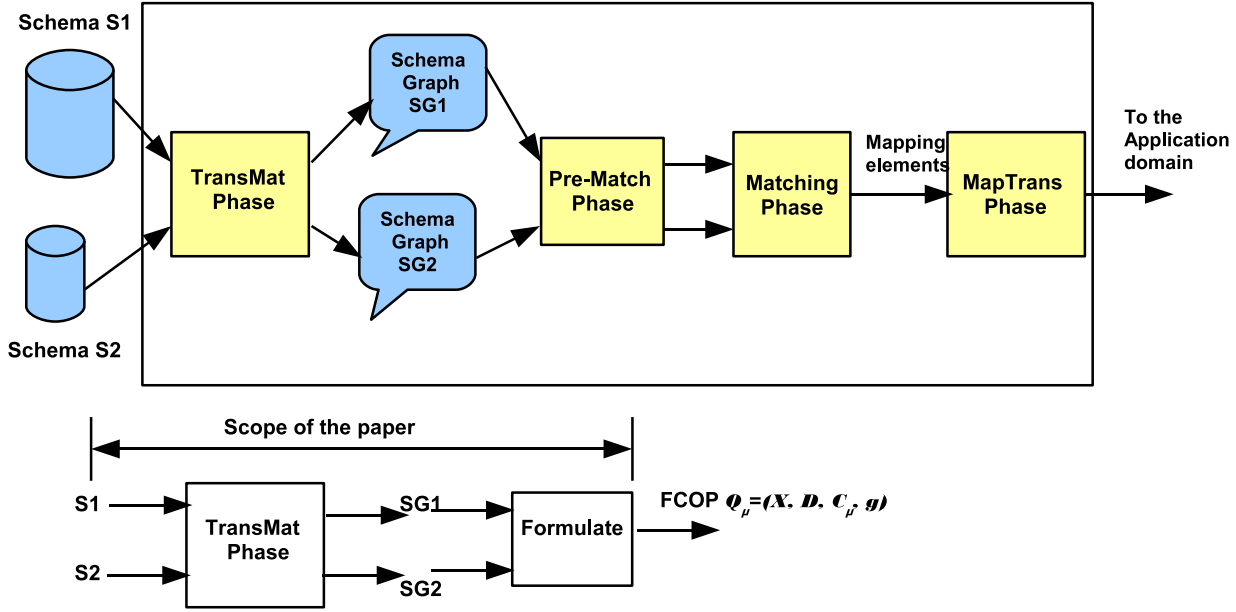 Schema S1
Schema
Graph
SG1
To the
Application
domain
TransMat
Phase
Pre-Match
Phase
Matching
Phase
Mapping
elements
MapTrans
Phase
Schema
Graph
SG2
Schema S2
Scope of the paper
S1
S2
TransMat
Phase
SG1
SG2
Formulate
FCOP Qμ=(X, D, Cμ, g)